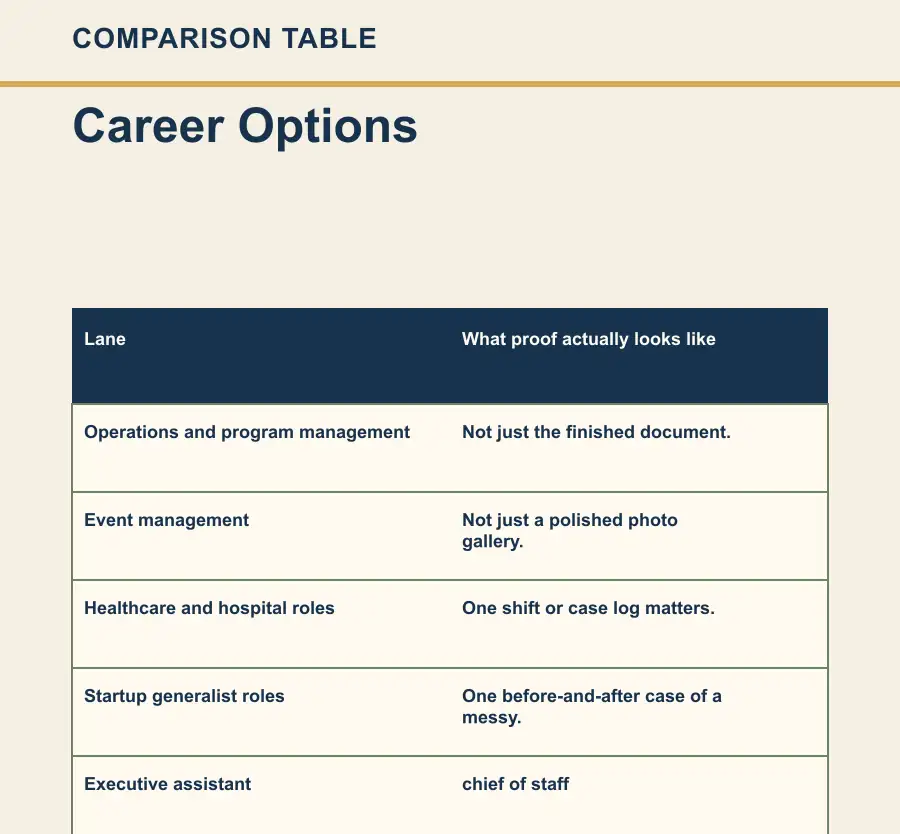 COMPARISON TABLE
Career Options
Lane
What proof actually looks like
Operations and program management
Not just the finished document.
Event management
Not just a polished photo
gallery.
Healthcare and hospital roles
One shift or case log matters.
Startup generalist roles
One before-and-after case of a
messy.
Executive assistant
chief of staff